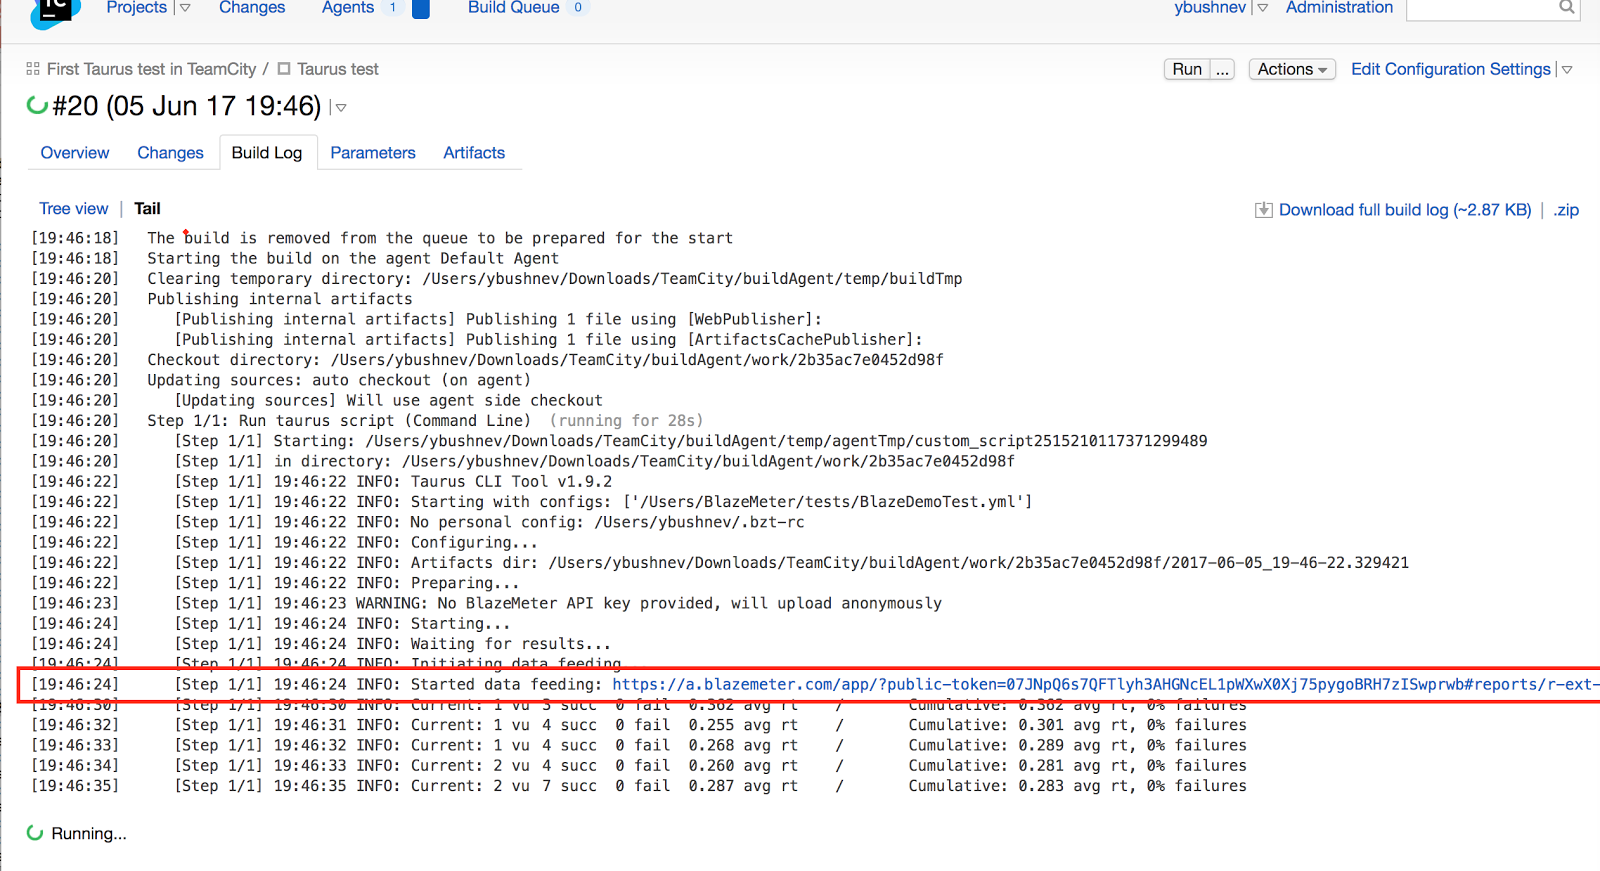 TC
Projects Changes Agents 1 Build Queue 0 ybushnev Administration
First Taurus test in TeamCity / Taurus test Run ... Actions Edit Configuration Settings
#20 (05 Jun 17 19:46)
Overview Changes Build Log Parameters Artifacts
Tree view | Tail Download full build log (~2.87 KB) | .zip
[19:46:18] The build is removed from the queue to be prepared for the start
[19:46:18] Starting the build on the agent Default Agent
[19:46:20] Clearing temporary directory: /Users/ybushnev/Downloads/TeamCity/buildAgent/temp/buildTmp
[19:46:20] Publishing internal artifacts
[19:46:20] [Publishing internal artifacts] Publishing 1 file using [WebPublisher]:
[19:46:20] [Publishing internal artifacts] Publishing 1 file using [ArtifactsCachePublisher]:
[19:46:20] Checkout directory: /Users/ybushnev/Downloads/TeamCity/buildAgent/work/2b35ac7e0452d98f
[19:46:20] Updating sources: auto checkout (on agent)
[19:46:20] [Updating sources] Will use agent side checkout
[19:46:20] Step 1/1: Run taurus script (Command Line) (running for 28s)
[19:46:20] [Step 1/1] Starting: /Users/ybushnev/Downloads/TeamCity/buildAgent/temp/agentTmp/custom_script2515210117371299489
[19:46:20] [Step 1/1] in directory: /Users/ybushnev/Downloads/TeamCity/buildAgent/work/2b35ac7e0452d98f
[19:46:22] [Step 1/1] 19:46:22 INFO: Taurus CLI Tool v1.9.2
[19:46:22] [Step 1/1] 19:46:22 INFO: Starting with configs: ['/Users/BlazeMeter/tests/BlazeDemoTest.yml']
[19:46:22] [Step 1/1] 19:46:22 INFO: No personal config: /Users/ybushnev/.bzt-rc
[19:46:22] [Step 1/1] 19:46:22 INFO: Configuring...
[19:46:22] [Step 1/1] 19:46:22 INFO: Artifacts dir: /Users/ybushnev/Downloads/TeamCity/buildAgent/work/2b35ac7e0452d98f/2017-06-05_19-46-22.329421
[19:46:22] [Step 1/1] 19:46:22 INFO: Preparing...
[19:46:23] [Step 1/1] 19:46:23 WARNING: No BlazeMeter API key provided, will upload anonymously
[19:46:24] [Step 1/1] 19:46:24 INFO: Starting...
[19:46:24] [Step 1/1] 19:46:24 INFO: Waiting for results...
[19:46:24] [Step 1/1] 19:46:24 INFO: Initiating data feeding
[19:46:24] [Step 1/1] 19:46:24 INFO: Started data feeding: https://a.blazemeter.com/app/?public-token=07JNpQ6s7QFTlyh3AHGNcEL1pWXwX0Xj75pygoBRH7zISwprwb#reports/r-ext-
[19:46:30] [Step 1/1] 19:46:30 INFO: Current: 1 vu 3 succ 0 fail 0.362 avg rt / Cumulative: 0.362 avg rt, 0% failures
[19:46:32] [Step 1/1] 19:46:31 INFO: Current: 1 vu 4 succ 0 fail 0.255 avg rt / Cumulative: 0.301 avg rt, 0% failures
[19:46:33] [Step 1/1] 19:46:32 INFO: Current: 1 vu 4 succ 0 fail 0.268 avg rt / Cumulative: 0.289 avg rt, 0% failures
[19:46:34] [Step 1/1] 19:46:33 INFO: Current: 2 vu 4 succ 0 fail 0.260 avg rt / Cumulative: 0.281 avg rt, 0% failures
[19:46:35] [Step 1/1] 19:46:35 INFO: Current: 2 vu 7 succ 0 fail 0.287 avg rt / Cumulative: 0.283 avg rt, 0% failures
Running...